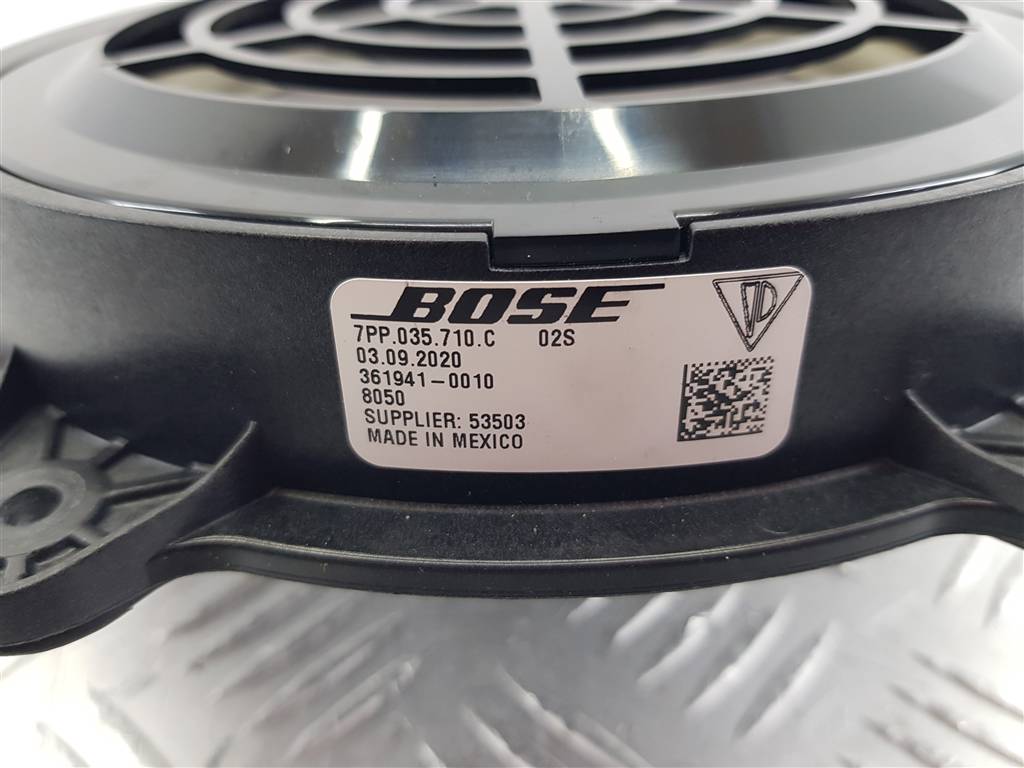 BOSE
7PP.035.710.C 02S
03.09.2020
361941-0010
8050
SUPPLIER: 53503
MADE IN MEXICO